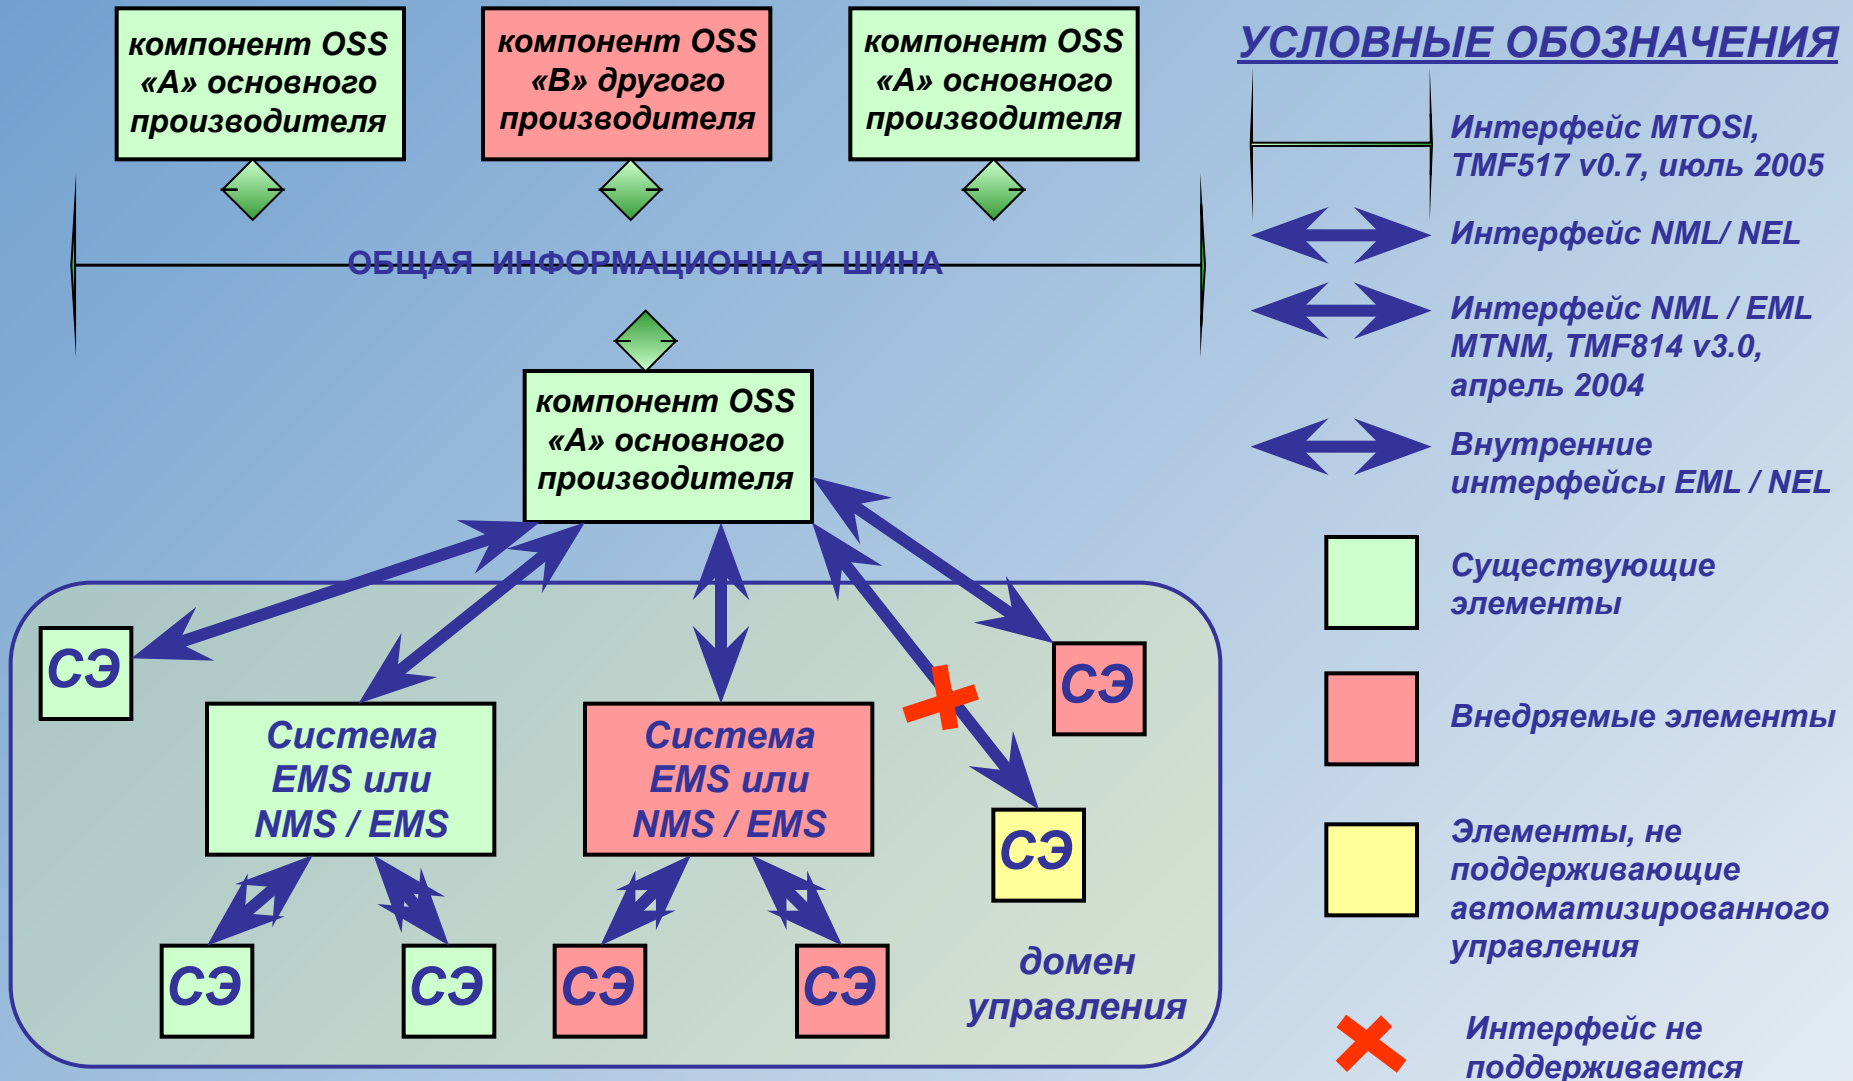 компонент OSS
«А» основного
производителя
компонент OSS
«В» другого
производителя
компонент OSS
«А» основного
производителя
ОБЩАЯ ИНФОРМАЦИОННАЯ ШИНА
компонент OSS
«А» основного
производителя
СЭ
Система
EMS или
NMS / EMS
Система
EMS или
NMS / EMS
СЭ
СЭ
СЭ
СЭ
СЭ
СЭ
домен
управления
УСЛОВНЫЕ ОБОЗНАЧЕНИЯ
Интерфейс MTOSI,
TMF517 v0.7, июль 2005
Интерфейс NML/ NEL
Интерфейс NML / EML
MTNM, TMF814 v3.0,
апрель 2004
Внутренние
интерфейсы EML / NEL
Существующие
элементы
Внедряемые элементы
Элементы, не
поддерживающие
автоматизированного
управления
Интерфейс не
поддерживается